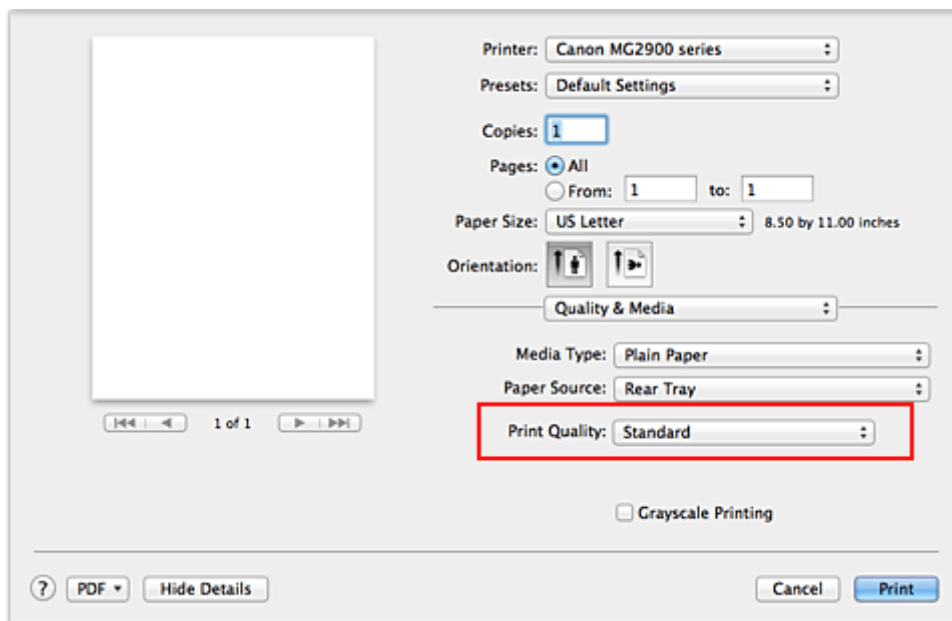 Printer: Canon MG2900 series
Presets: Default Settings
Copies: 1
Pages: All
From: 1 to: 1
Paper Size: US Letter 8.50 by 11.00 inches
Orientation:
Quality & Media
Media Type: Plain Paper
Paper Source: Rear Tray
Print Quality: Standard
1 of 1
Grayscale Printing
? PDF Hide Details Cancel Print